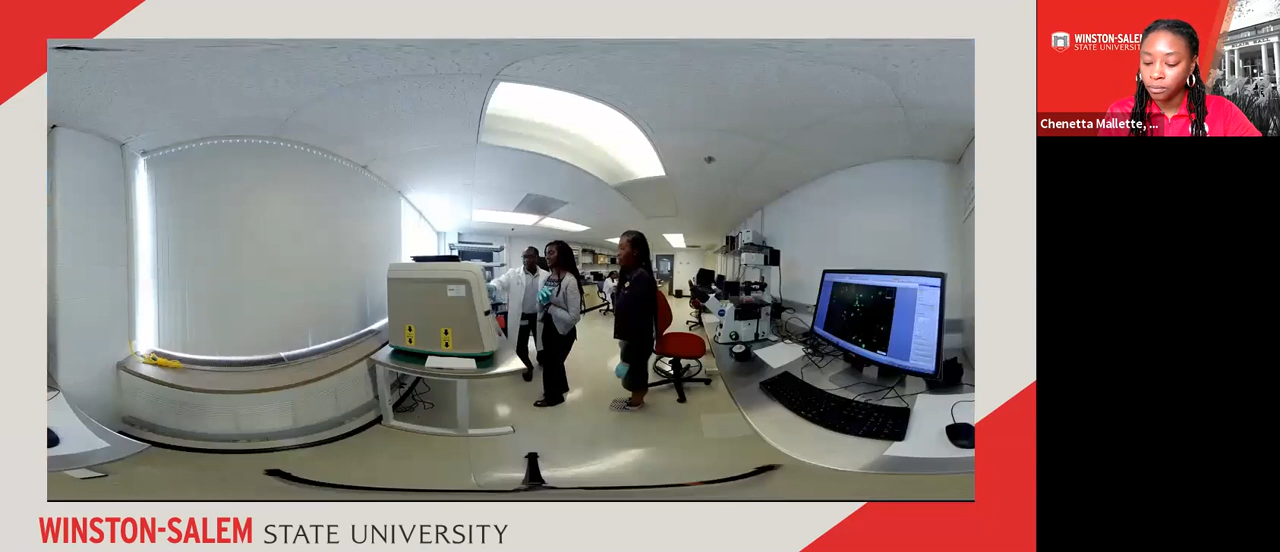 WINSTON-SALEM
STATE UNIVERSITY
Chenetta Mallette, ...
WINSTON-SALEM STATE UNIVERSITY